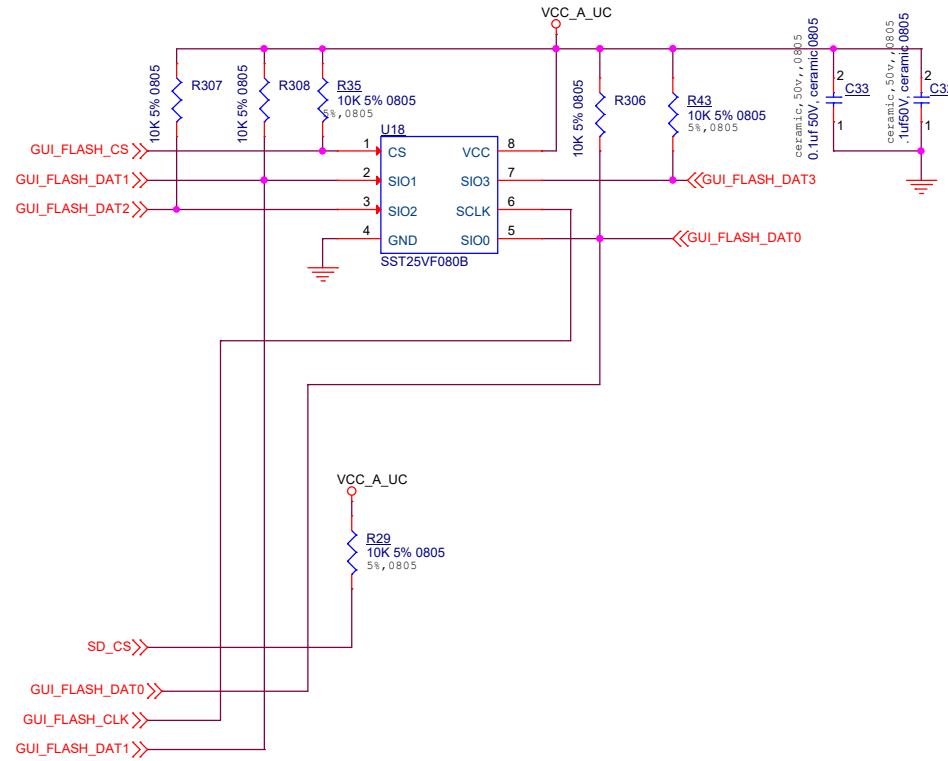 VCC_A_UC
10K 5% 0805
R307
10K 5% 0805
R308
R35
10K 5% 0805
5%,0805
10K 5% 0805
R306
R43
10K 5% 0805
5%,0805
ceramic,50v,,0805
0.1uf 50V, ceramic 0805
2
C33
1
ceramic,50v,,0805
.1uf50V, ceramic 0805
2
1
U18
GUI_FLASH_CS
1
CS
VCC
8
GUI_FLASH_DAT1
2
SIO1
SIO3
7
GUI_FLASH_DAT3
GUI_FLASH_DAT2
3
SIO2
SCLK
6
4
GND
SIO0
5
GUI_FLASH_DAT0
SST25VF080B
VCC_A_UC
R29
10K 5% 0805
5%,0805
SD_CS
GUI_FLASH_DAT0
GUI_FLASH_CLK
GUI_FLASH_DAT1